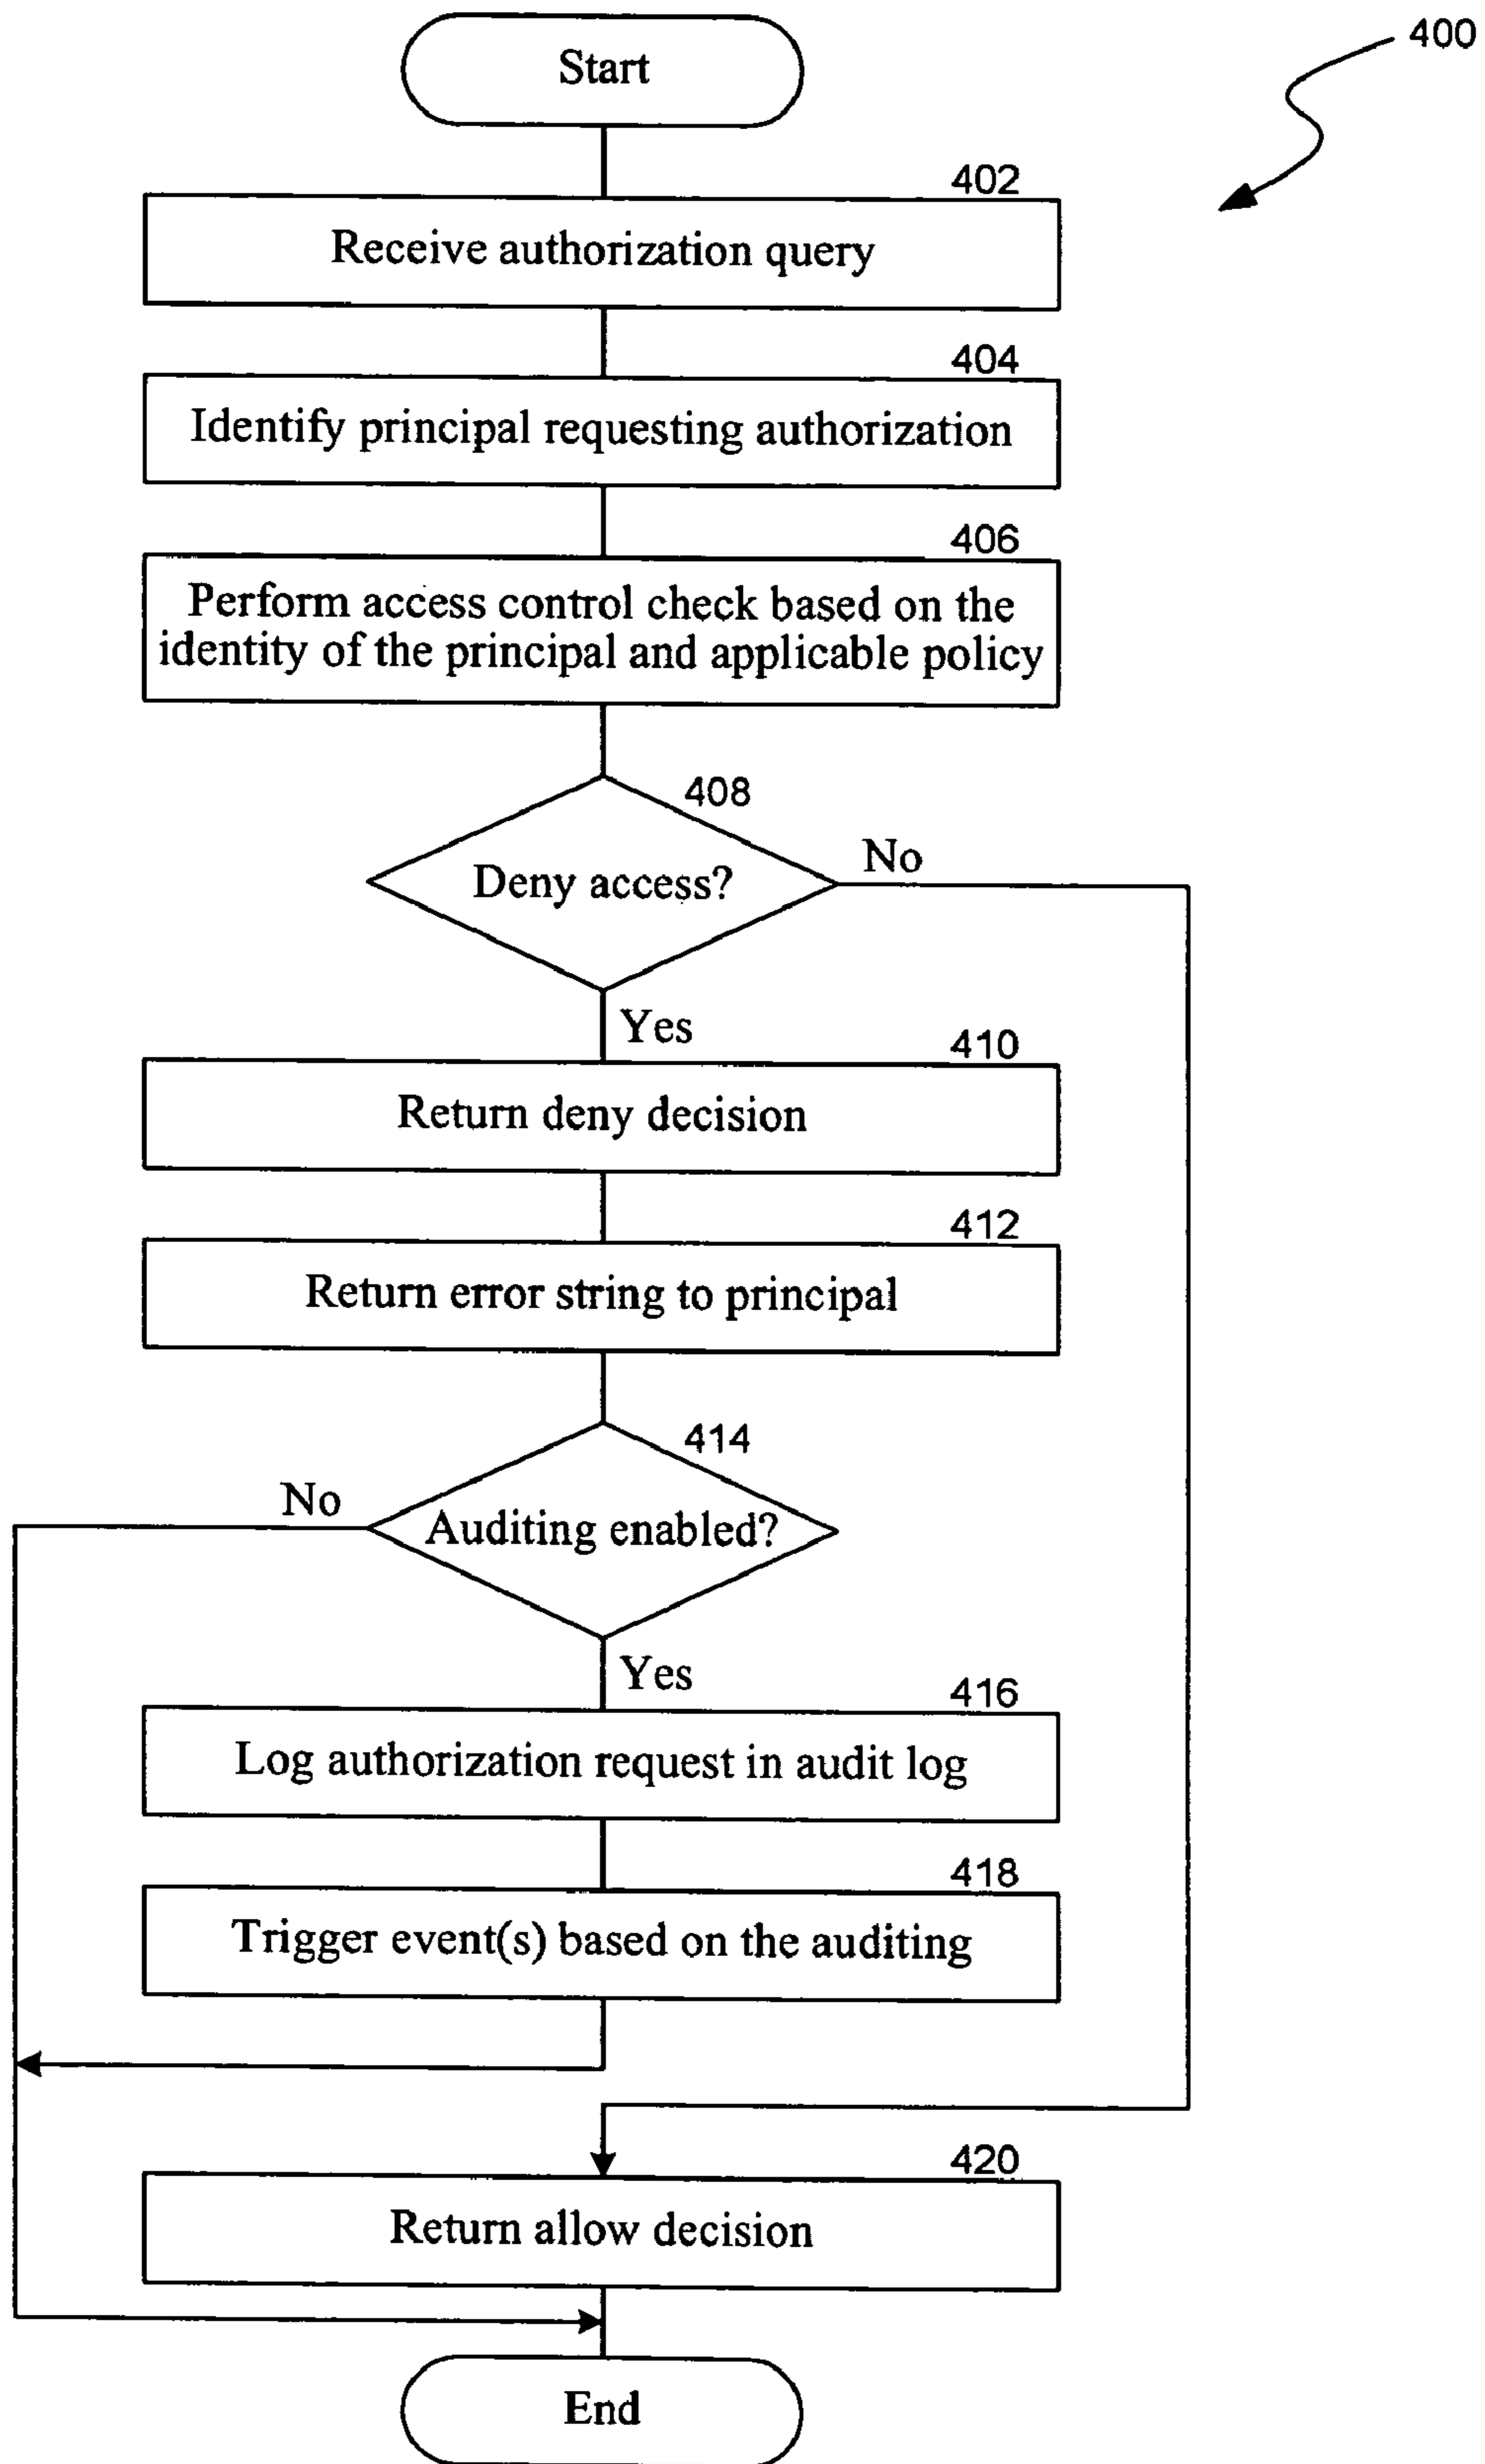 400
Start
402
Receive authorization query
404
Identify principal requesting authorization
406
Perform access control check based on the
identity of the principal and applicable policy
408
Deny access?
No
Yes
410
Return deny decision
412
Return error string to principal
414
No
Auditing enabled?
Yes
416
Log authorization request in audit log
418
Trigger event(s) based on the auditing
420
Return allow decision
End